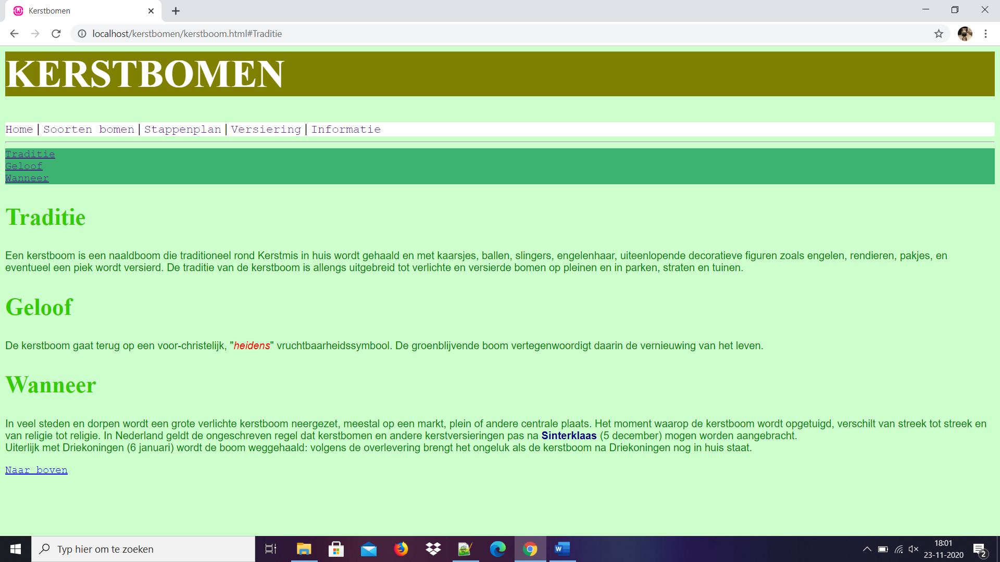 Kerstbomen
localhost/kerstbomen/kerstboom.html#Traditie
KERSTBOMEN
Home | Soorten bomen | Stappenplan | Versiering | Informatie
Traditie
Geloof
Wanneer
Traditie
Een kerstboom is een naaldboom die traditioneel rond Kerstmis in huis wordt gehaald en met kaarsjes, ballen, slingers, engelenhaar, uiteenlopende decoratieve figuren zoals engelen, rendieren, pakjes, en
eventueel een piek wordt versierd. De traditie van de kerstboom is allengs uitgebreid tot verlichte en versierde bomen op pleinen en in parken, straten en tuinen.
Geloof
De kerstboom gaat terug op een voor-christelijk, "heidens" vruchtbaarheidssymbool. De groenblijvende boom vertegenwoordigt daarin de vernieuwing van het leven.
Wanneer
In veel steden en dorpen wordt een grote verlichte kerstboom neergezet, meestal op een markt, plein of andere centrale plaats. Het moment waarop de kerstboom wordt opgetuigd, verschilt van streek tot streek en
van religie tot religie. In Nederland geldt de ongeschreven regel dat kerstbomen en andere kerstversieringen pas na Sinterklaas (5 december) mogen worden aangebracht.
Uiterlijk met Driekoningen (6 januari) wordt de boom weggehaald: volgens de overlevering brengt het ongeluk als de kerstboom na Driekoningen nog in huis staat.
Naar boven
Typ hier om te zoeken
W
18:01
23-11-2020
2